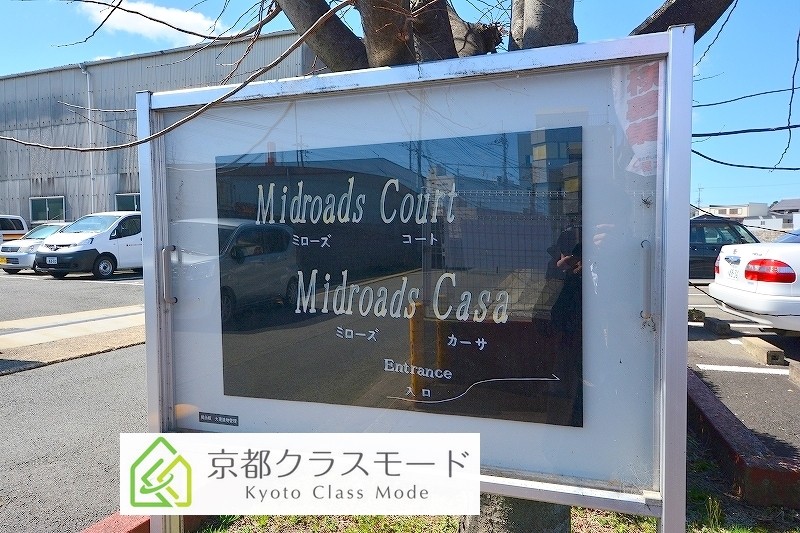 Midroads Court
ミローズ コート
Midroads Casa
ミローズ カーサ
Entrance
入口
京都クラスモード
Kyoto Class Mode